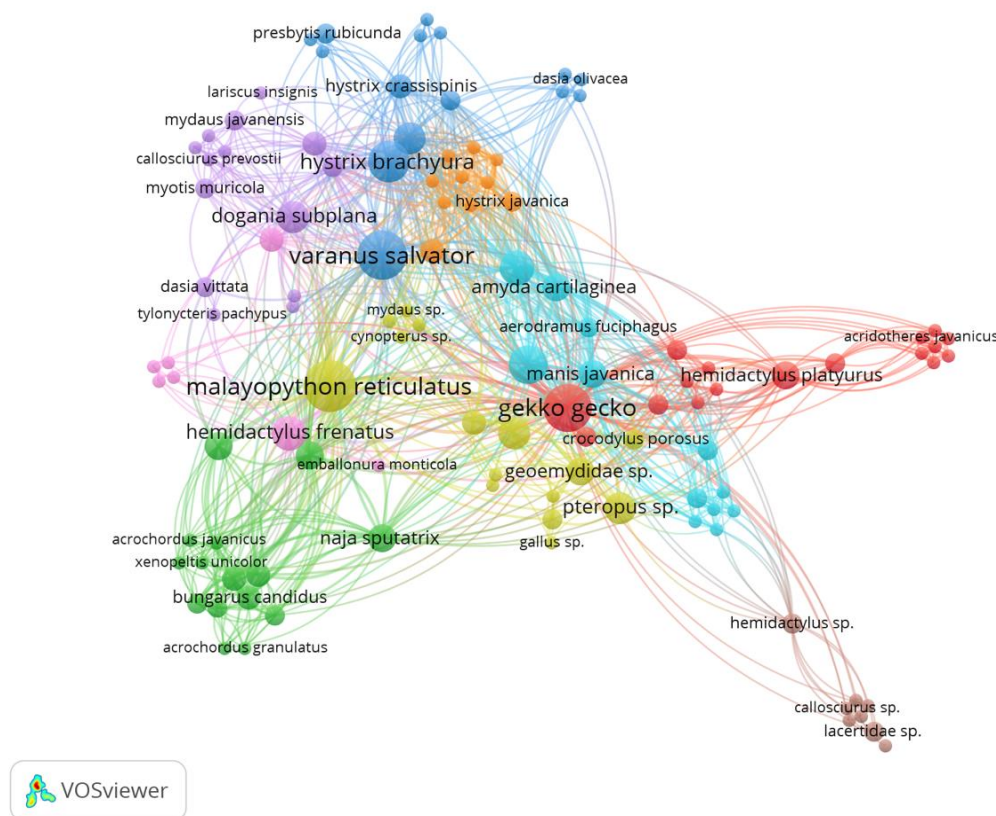 presbytis rubicunda
dasia olivacea
hystrix crassispinis
lariscus insignis
mydaus javanensis
callosciurus prevostii
hystrix brachyura
myotis muricola
hystrix javanica
dogania subplana
varanus salvator
dasia vittata
amyda cartilaginea
tylonycteris pachypus
mydaus sp.
aerodramus fuciphagus
cynopterus sp.
acridotheres javanicus
manis javanica
hemidactylus platyurus
malayopython reticulatus
gekko gecko
hemidactylus frenatus
crocodylus porosus
emballonura monticola
geoemydidae sp.
pteropus sp.
acrochordus javanicus
naja sputatrix
gallus sp.
xenopeltis unicolor
bungarus candidus
hemidactylus sp.
acrochordus granulatus
callosciurus sp.
lacertidae sp.
VOSviewer